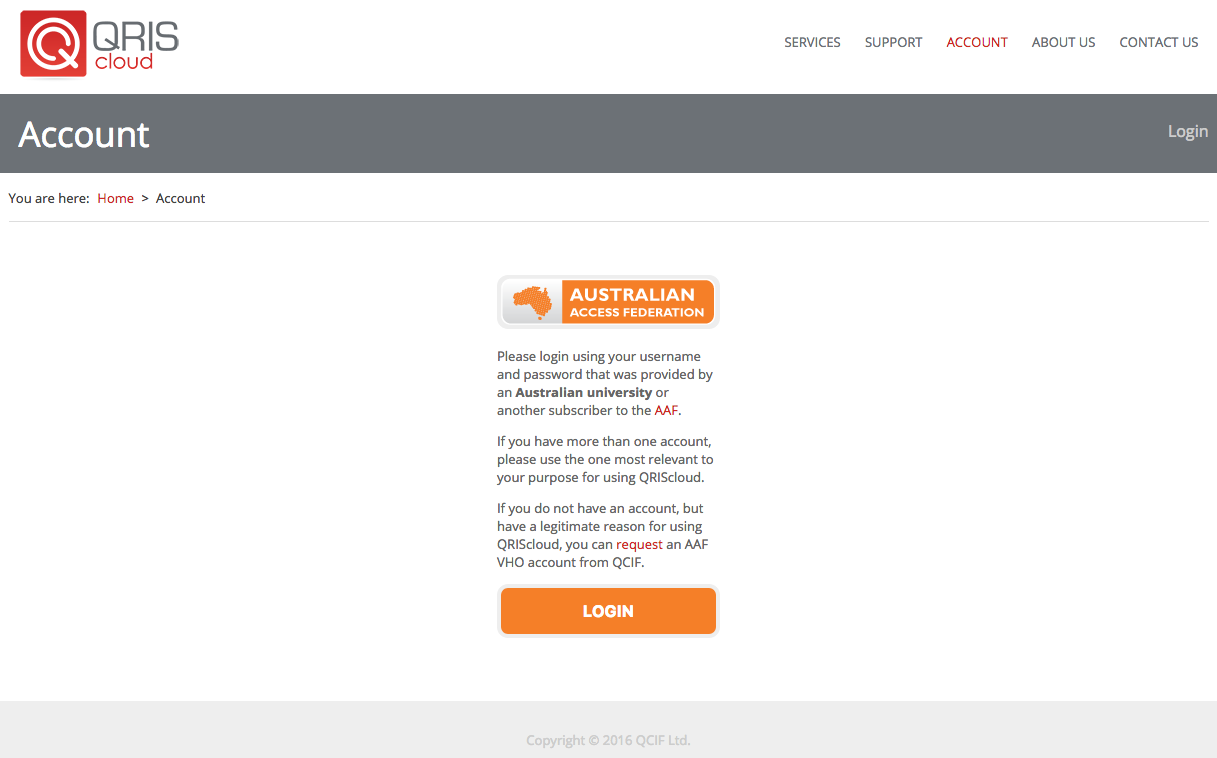 QRIS
cloud
SERVICES SUPPORT ACCOUNT ABOUT US CONTACT US
Account
Login
You are here: Home > Account
AUSTRALIAN
ACCESS FEDERATION
Please login using your username
and password that was provided by
an Australian university or
another subscriber to the AAF.
If you have more than one account,
please use the one most relevant to
your purpose for using QRIScloud.
If you do not have an account, but
have a legitimate reason for using
QRIScloud, you can request an AAF
VHO account from QCIF.
LOGIN
Copyright © 2016 QCIF Ltd.